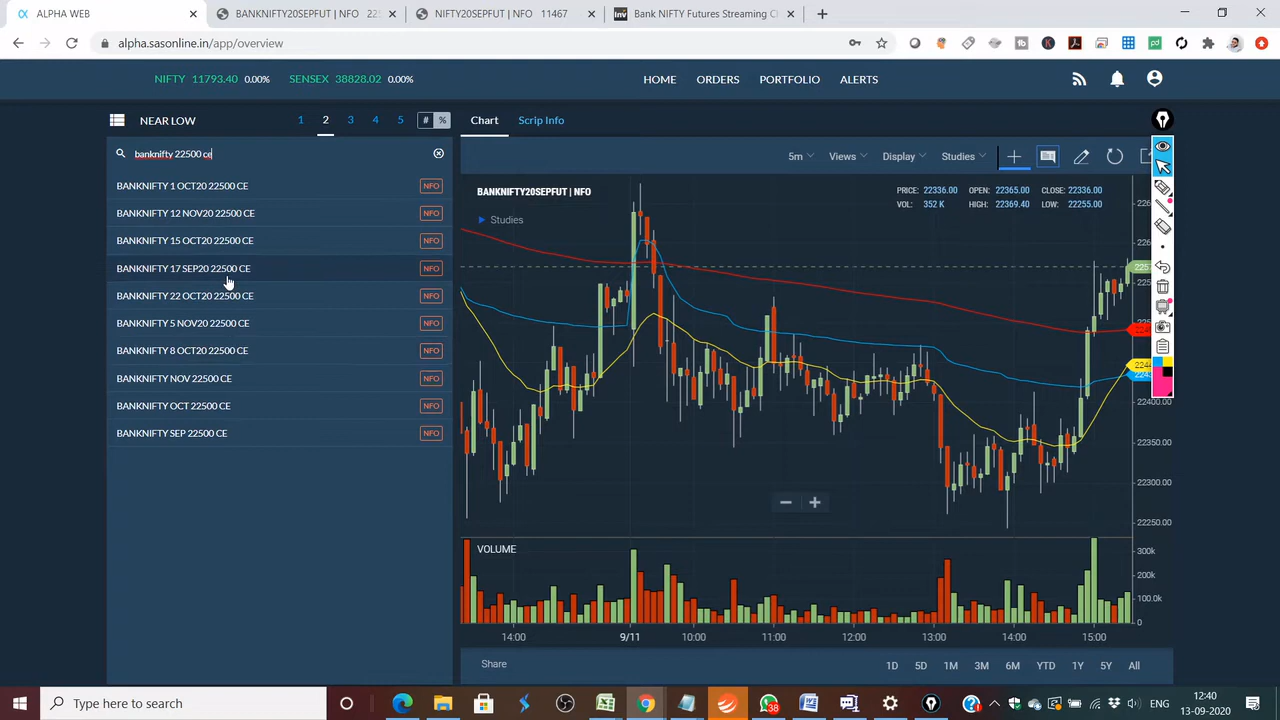 ALPHA WEB
BANKNIFTY20SEPFUT | NFO
NIFTY20SEPFUT | NFO 11467
Bank NIFTY Futures Streaming C
alpha.sasonline.in/app/overview
NIFTY 11793.40 0.00% SENSEX 38828.02 0.00%
HOME ORDERS PORTFOLIO ALERTS
NEAR LOW 1 2 3 4 5 # %
Chart Scrip Info
banknifty 22500 ce
5m Views Display Studies
BANKNIFTY 1 OCT20 22500 CE NFO
BANKNIFTY 12 NOV20 22500 CE NFO
BANKNIFTY 15 OCT20 22500 CE NFO
BANKNIFTY 17 SEP20 22500 CE NFO
BANKNIFTY 22 OCT20 22500 CE NFO
BANKNIFTY 5 NOV20 22500 CE NFO
BANKNIFTY 8 OCT20 22500 CE NFO
BANKNIFTY NOV 22500 CE NFO
BANKNIFTY OCT 22500 CE NFO
BANKNIFTY SEP 22500 CE NFO
BANKNIFTY20SEPFUT | NFO
PRICE: 22336.00 OPEN: 22365.00 CLOSE: 22336.00
VOL: 352 K HIGH: 22369.40 LOW: 22255.00
Studies
22400.00
22350.00
22300.00
22250.00
VOLUME
300k
200k
100.0k
0
14:00 9/11 10:00 11:00 12:00 13:00 14:00 15:00
Share
1D 5D 1M 3M 6M YTD 1Y 5Y All
Type here to search
38
ENG
12:40
13-09-2020